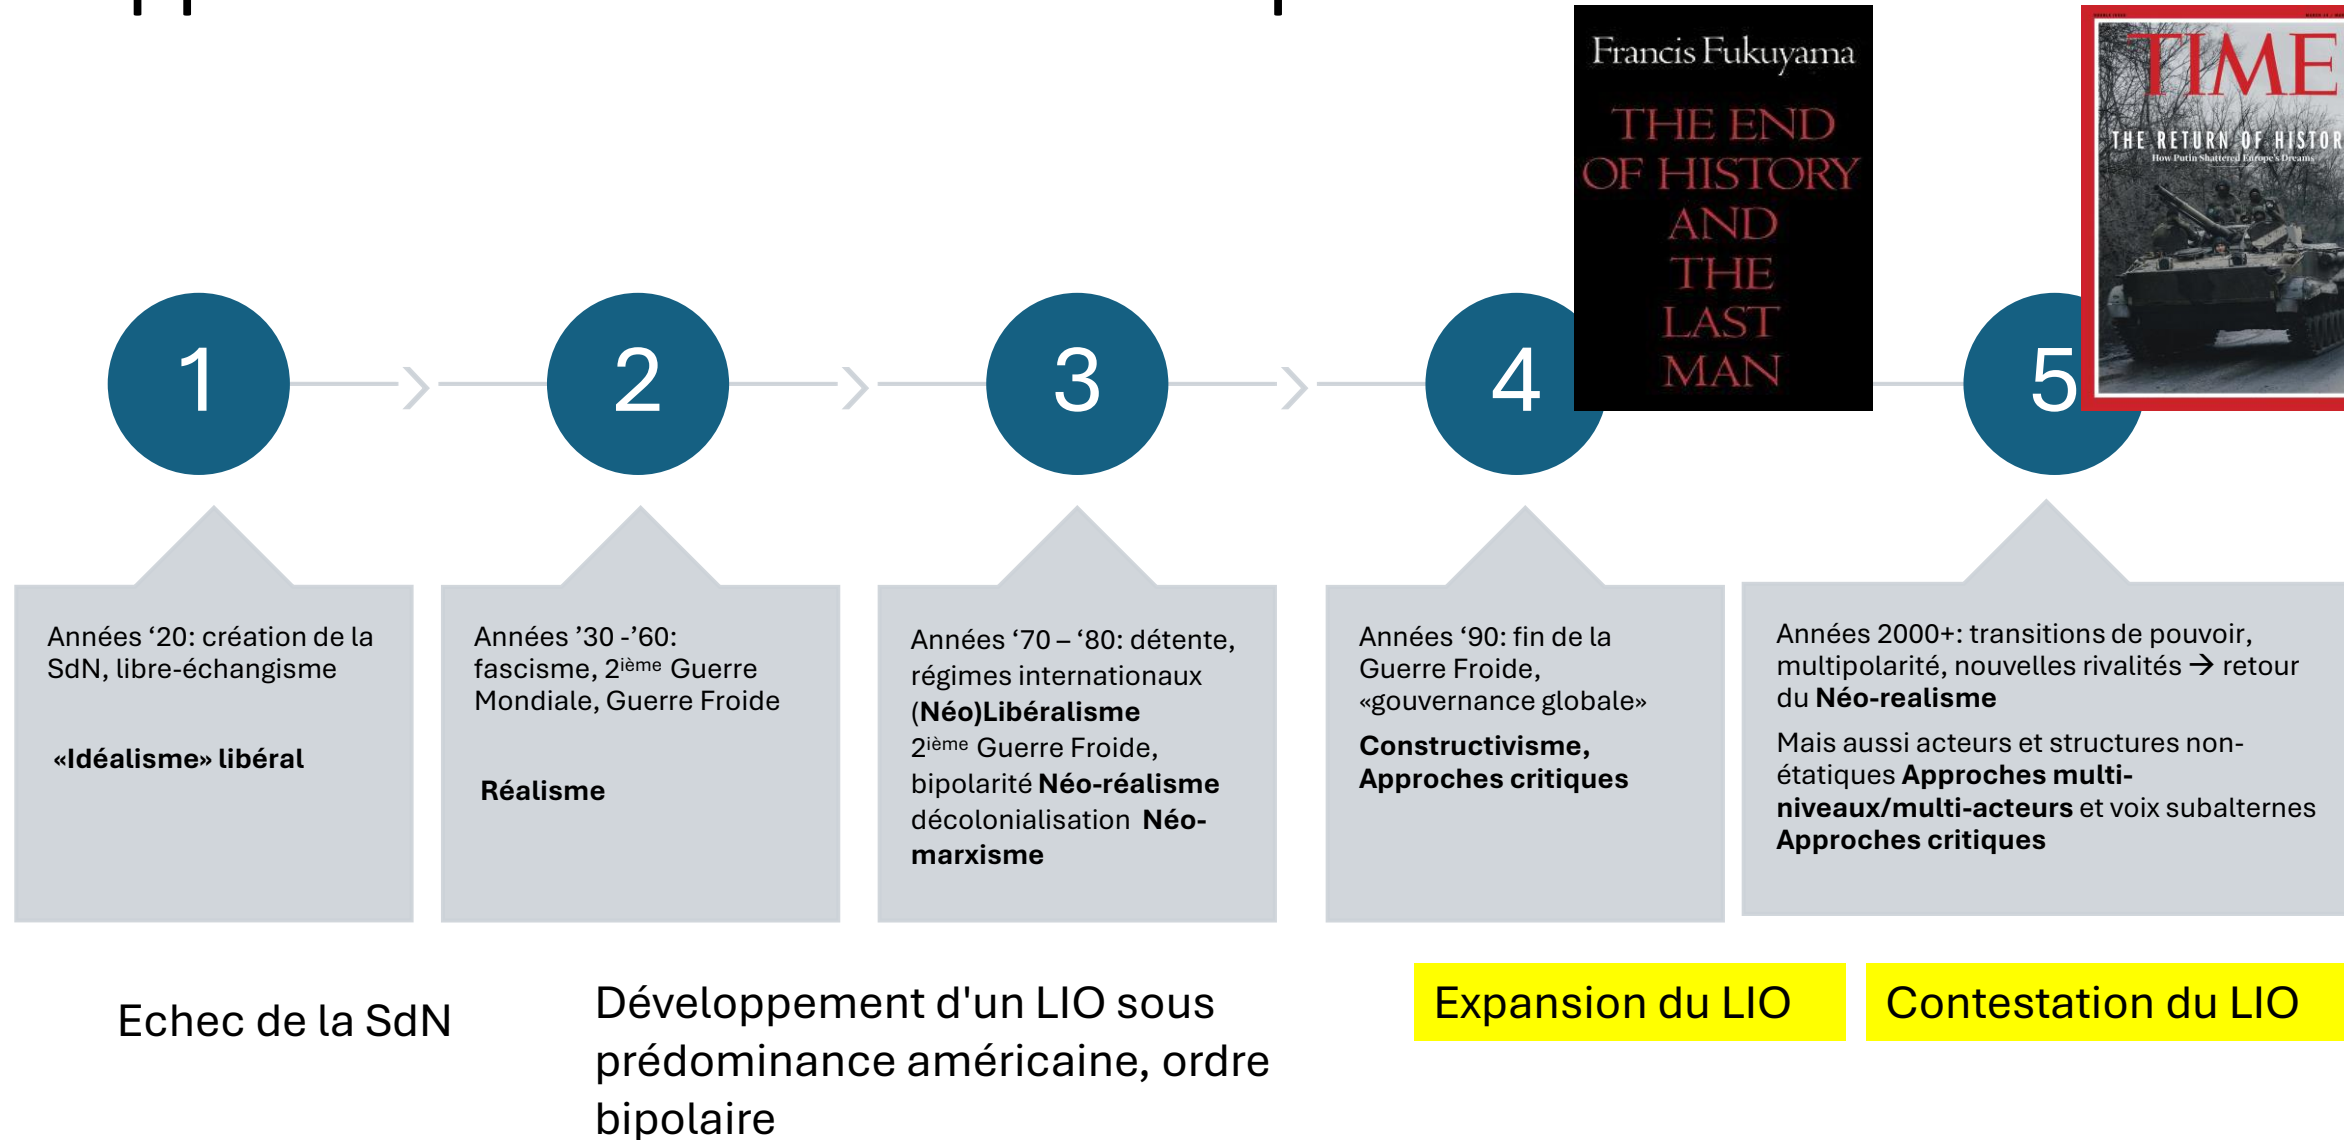 Francis Fukuyama
THE END
OF HISTORY
AND
THE
LAST
MAN
TIME
THE RETURN OF HISTOR
How Putin Shattered Europe's Dreams
1
2
3
4
5
Années ‘20: création de la
SdN, libre-échangisme
«Idéalisme» libéral
Années ’30 -’60:
fascisme, 2ième Guerre
Mondiale, Guerre Froide
Réalisme
Années ‘70 – ‘80: détente,
régimes internationaux
(Néo)Libéralisme
2ième Guerre Froide,
bipolarité Néo-réalisme
décolonialisation Néo-
marxisme
Années ‘90: fin de la
Guerre Froide,
«gouvernance globale»
Constructivisme,
Approches critiques
Années 2000+: transitions de pouvoir,
multipolarité, nouvelles rivalités → retour
du Néo-realisme
Mais aussi acteurs et structures non-
étatiques Approches multi-
niveaux/multi-acteurs et voix subalternes
Approches critiques
Echec de la SdN
Développement d'un LIO sous
prédominance américaine, ordre
bipolaire
Expansion du LIO
Contestation du LIO